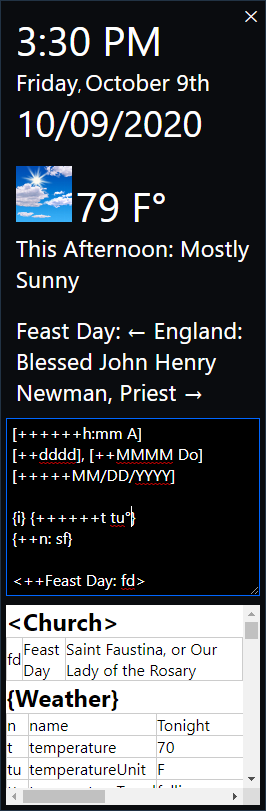 3:30 PM
Friday, October 9th
10/09/2020
79 F°
This Afternoon: Mostly
Sunny
Feast Day: ← England:
Blessed John Henry
Newman, Priest →
[++++++h:mm A]
[++dddd], [++MMMM Do]
[+++++MM/DD/YYYY]
{i} {++++++t tu°}
{++n: sf}
<++Feast Day: fd>
<Church>
fd Feast Day Saint Faustina, or Our Lady of the Rosary
{Weather}
n name Tonight
t temperature 70
tu temperatureUnit F